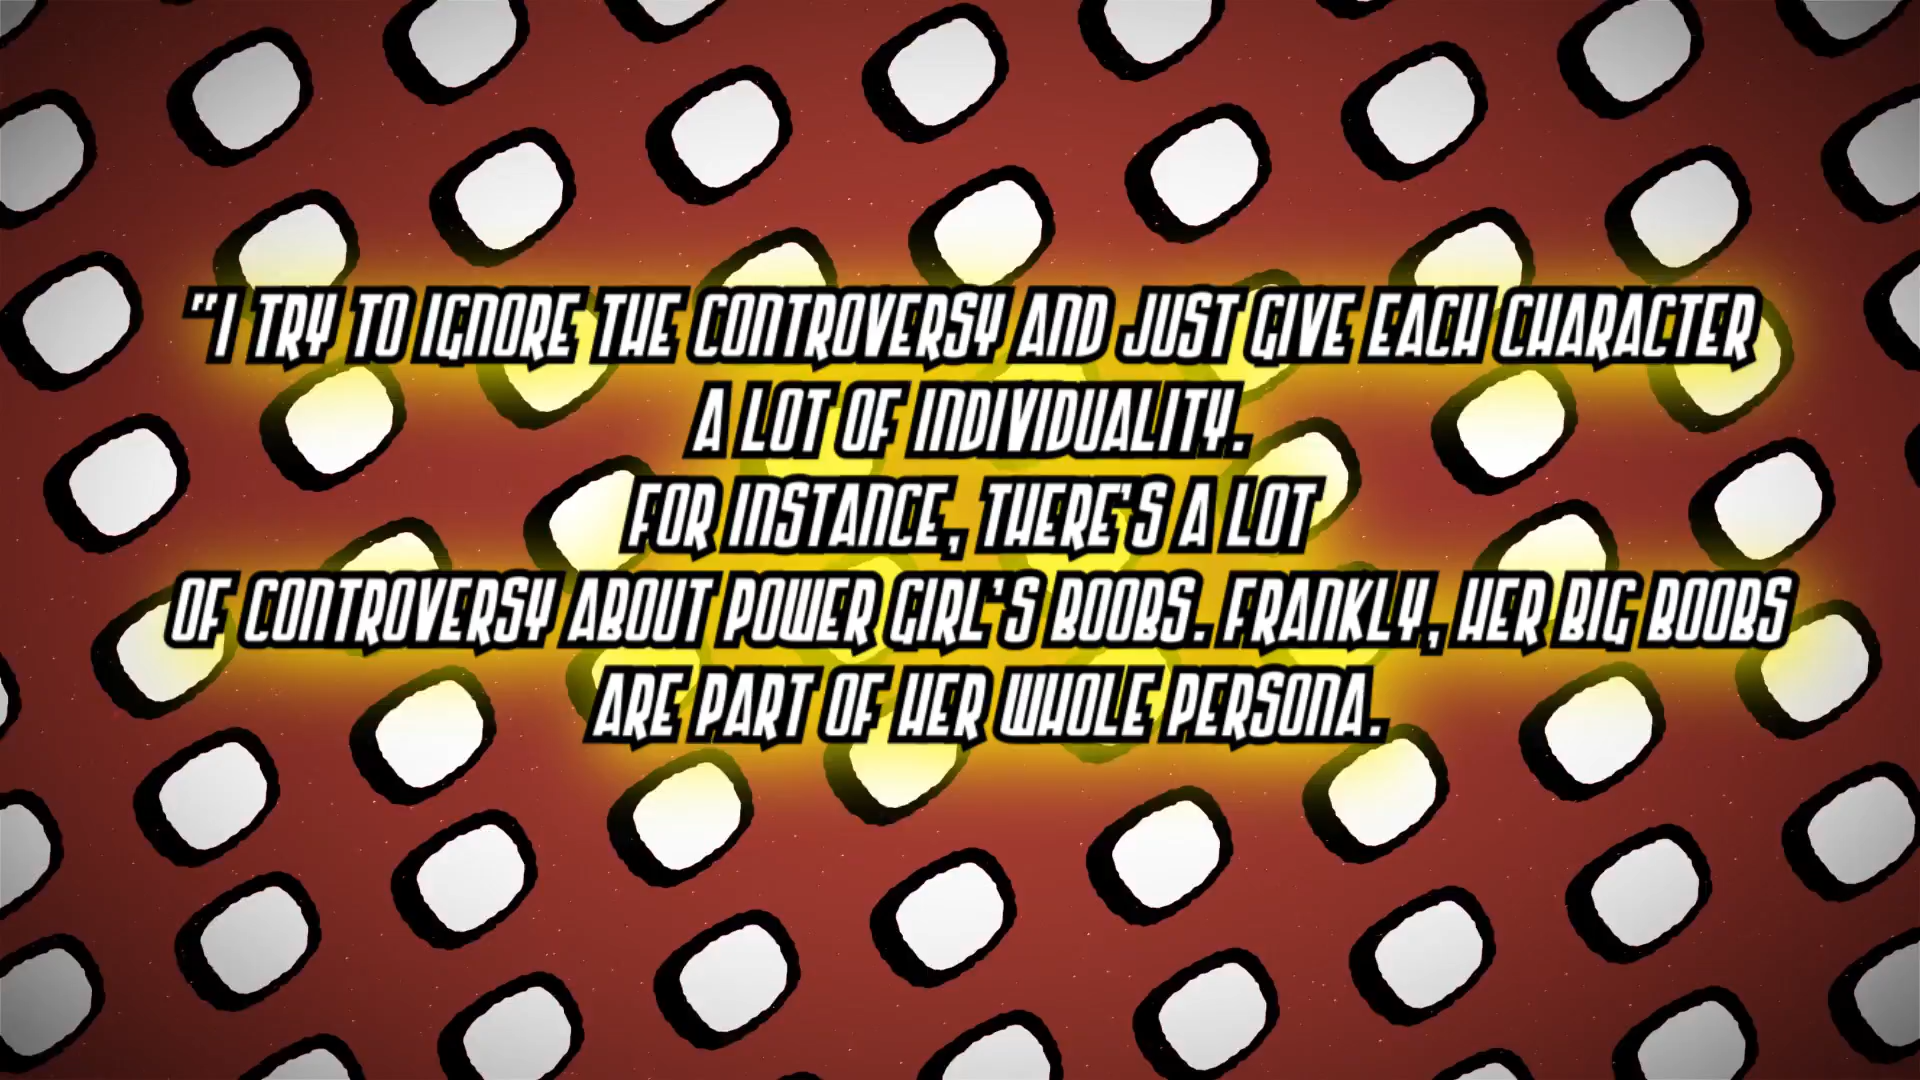 "I TRY TO IGNORE THE CONTROVERSY AND JUST GIVE EACH CHARACTER
A LOT OF INDIVIDUALITY.
FOR INSTANCE, THERE'S A LOT
OF CONTROVERSY ABOUT POWER GIRL'S BOOBS. FRANKLY, HER BIG BOOBS
ARE PART OF HER WHOLE PERSONA.